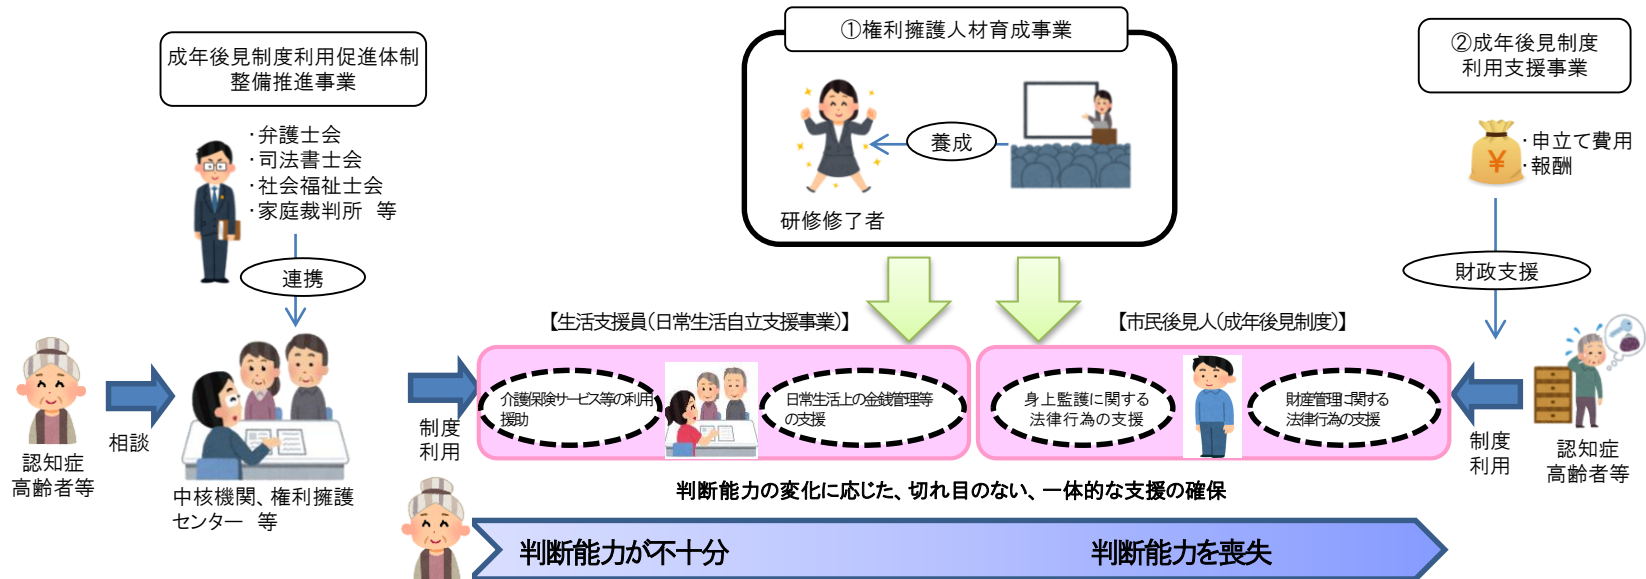 成年後見制度利用促進体制
整備推進事業
・弁護士会
・司法書士会
・社会福祉士会
・家庭裁判所　等
連携
①権利擁護人材育成事業
養成
研修修了者
②成年後見制度
利用支援事業
¥
・申立て費用
・報酬
財政支援
認知症
高齢者等
相談
中核機関、権利擁護
センター　等
制度
利用
【生活支援員(日常生活自立支援事業)】
介護保険サービス等の利用
援助
日常生活上の金銭管理等
の支援
【市民後見人(成年後見制度)】
身上監護に関する
法律行為の支援
財産管理に関する
法律行為の支援
制度
利用
認知症
高齢者等
判断能力の変化に応じた、切れ目のない、一体的な支援の確保
判断能力が不十分
判断能力を喪失